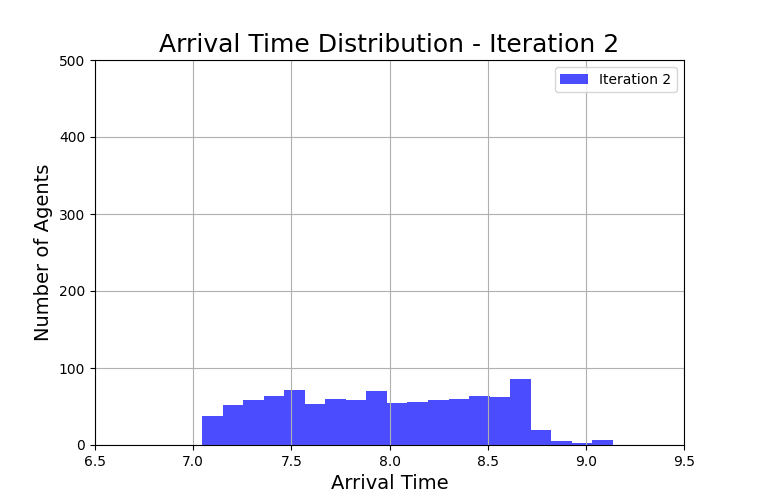 Arrival Time Distribution - Iteration 2
Iteration 2
Number of Agents
500
400
300
200
100
0
6.5 7.0 7.5 8.0 8.5 9.0 9.5
Arrival Time